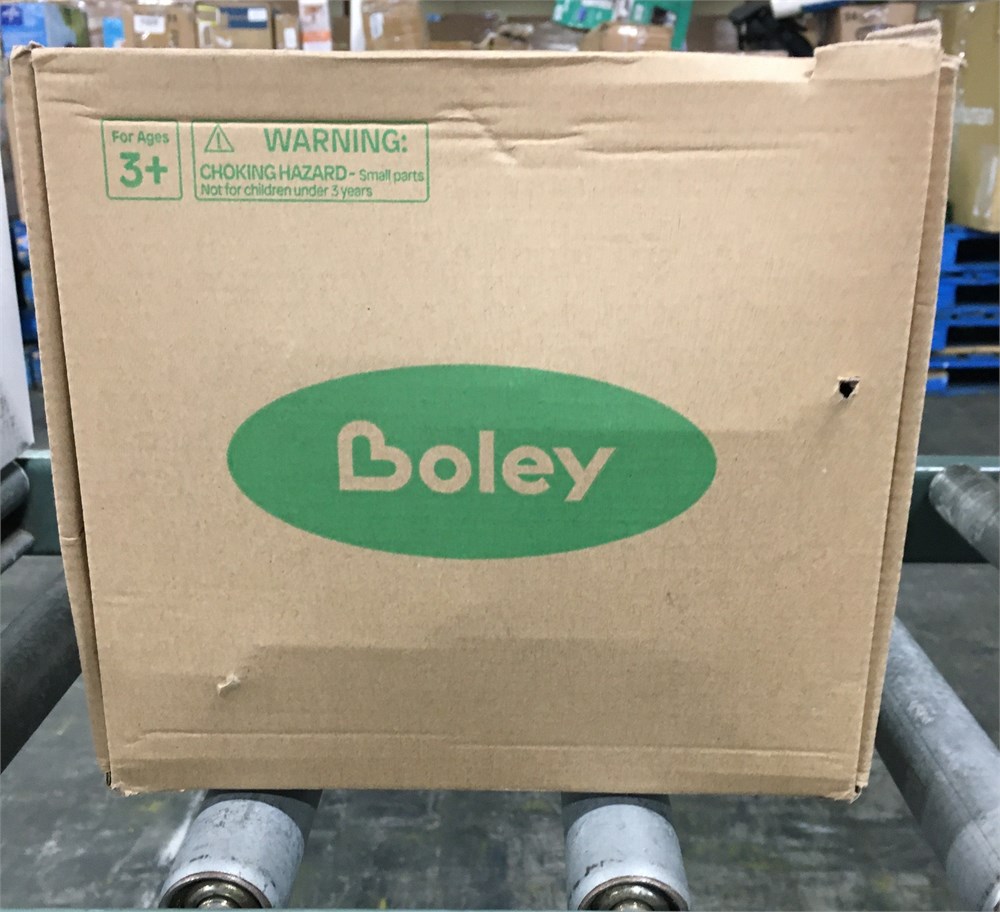 For Ages
3+
WARNING:
CHOKING HAZARD - Small parts
Not for children under 3 years
Boley